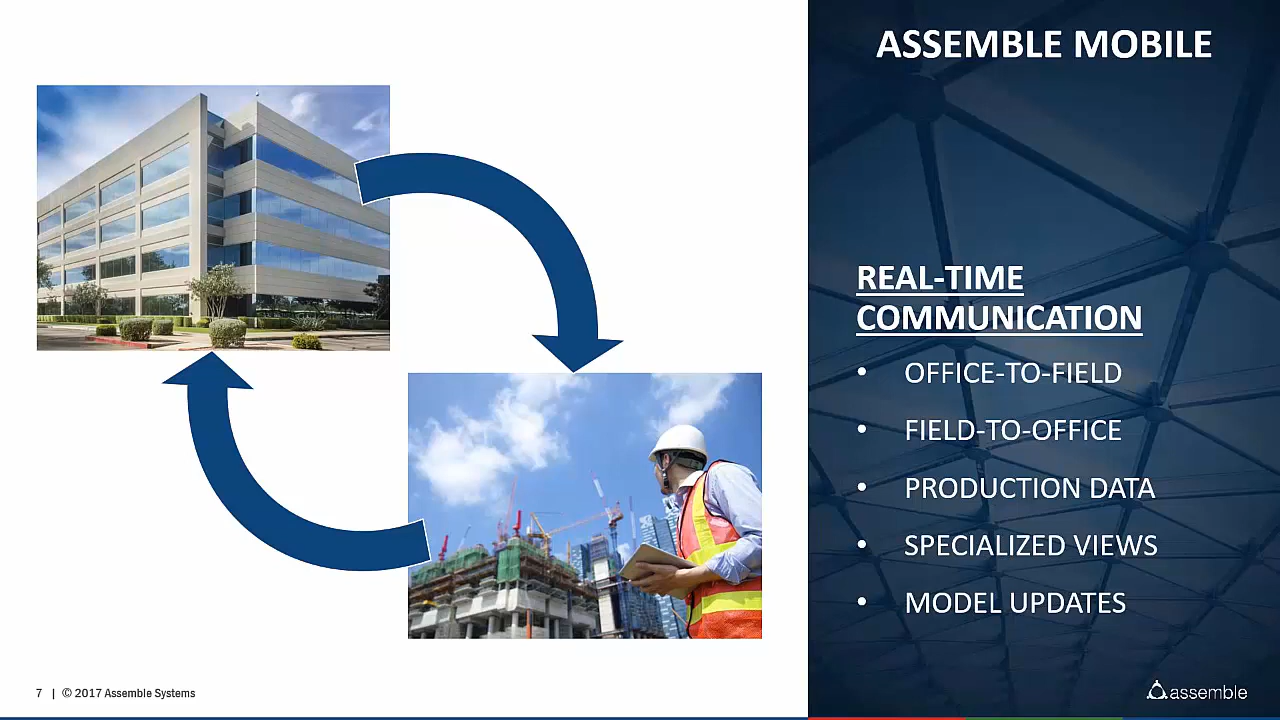 ASSEMBLE MOBILE
REAL-TIME
COMMUNICATION
• OFFICE-TO-FIELD
• FIELD-TO-OFFICE
• PRODUCTION DATA
• SPECIALIZED VIEWS
• MODEL UPDATES
7 | © 2017 Assemble Systems
assemble